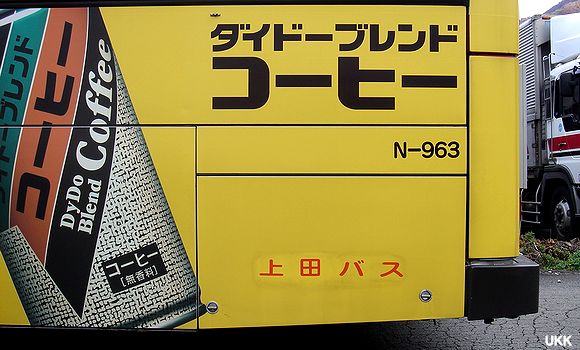 ダイドーブレンド
コーヒー
N-963
上田バス
ダイドーブレンド
コーヒー
DyDo
Blend
Coffee
コーヒー
[無香料]
UKK